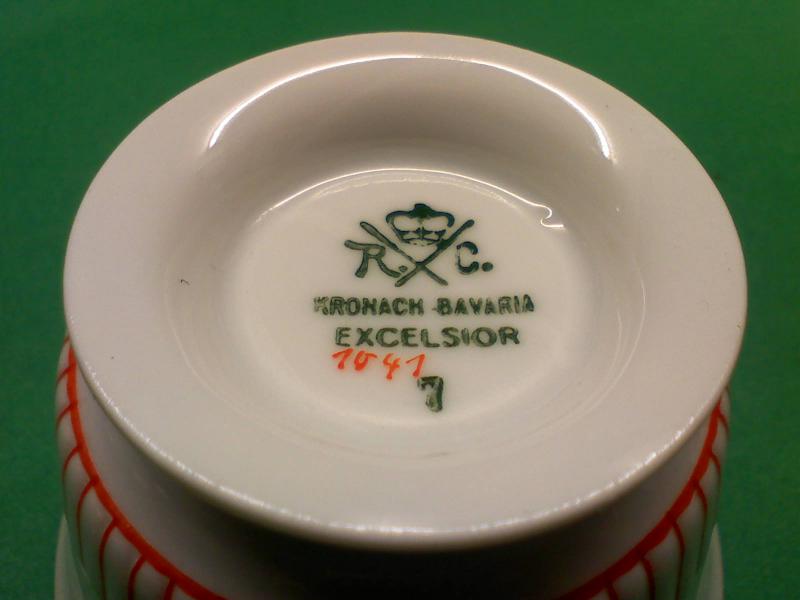 R. C.
KRONACH - BAVARIA
EXCELSIOR
1041
7